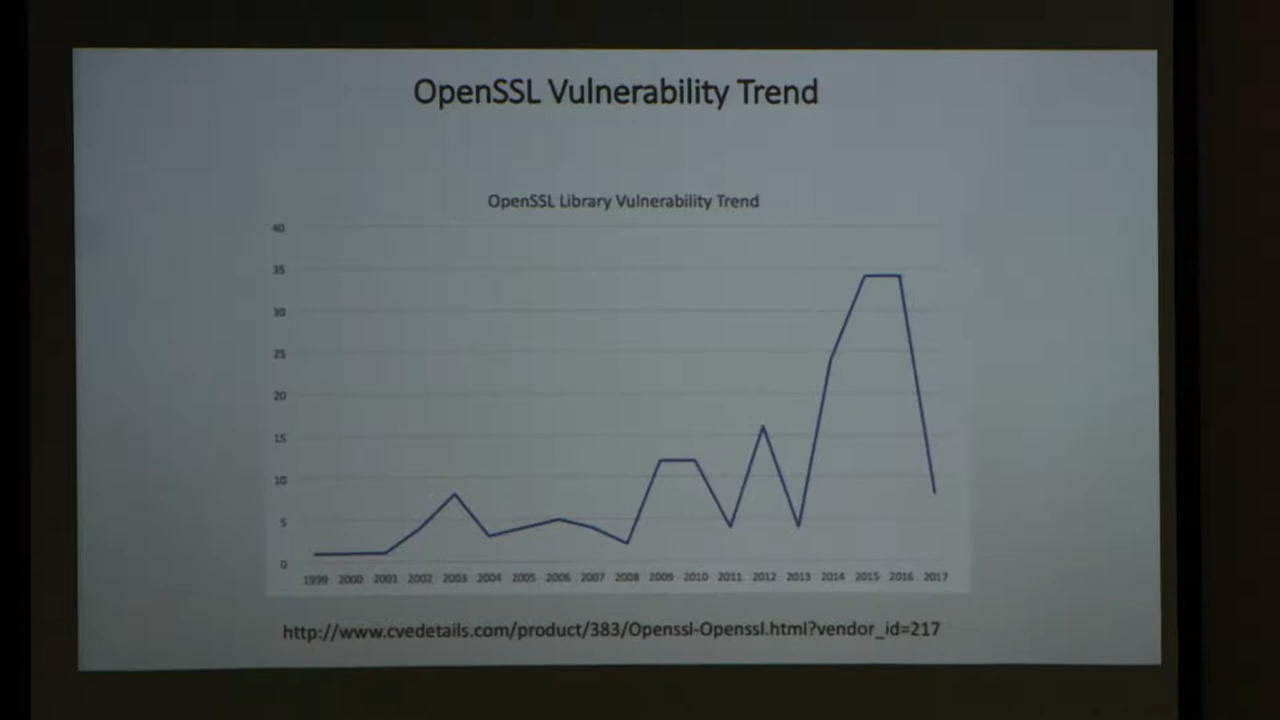 OpenSSL Vulnerability Trend
OpenSSL Library Vulnerability Trend
40
35
30
25
20
15
10
5
0
1999 2000 2001 2002 2003 2004 2005 2006 2007 2008 2009 2010 2011 2012 2013 2014 2015 2016 2017
http://www.cvedetails.com/product/383/Openssl-Openssl.html?vendor_id=217